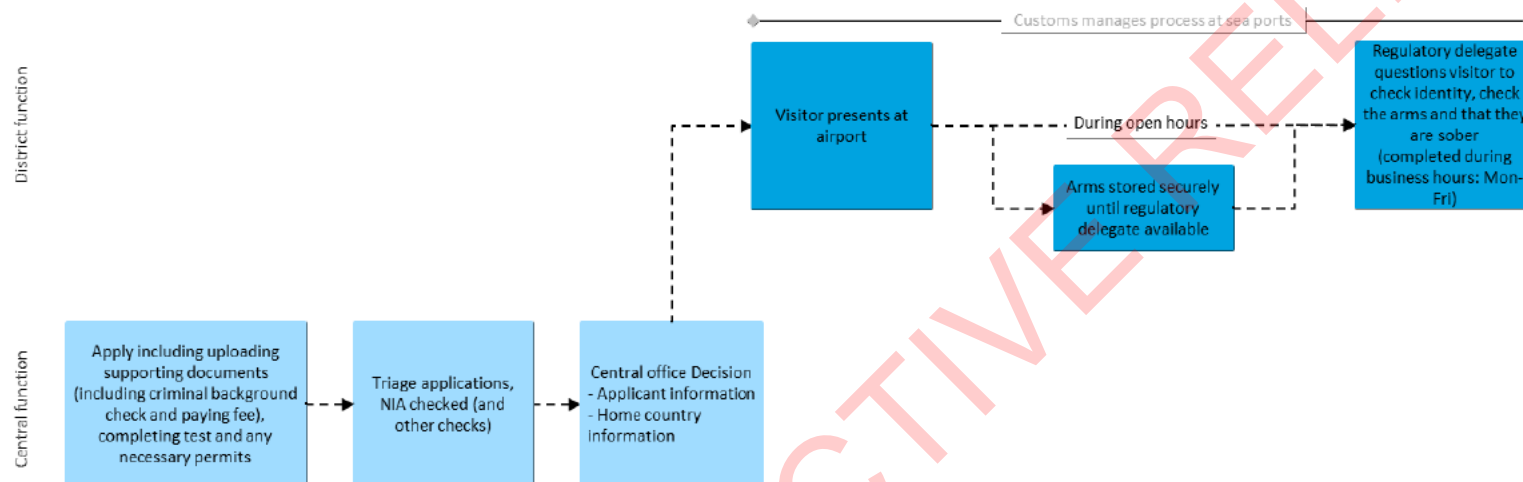 Customs manages process at sea ports
District function
Visitor presents at
airport
During open hours
Arms stored securely
until regulatory
delegate available
Regulatory delegate
questions visitor to
check identity, check
the arms and that they
are sober
(completed during
business hours: Mon-
Fri)
Central function
Apply including uploading
supporting documents
(including criminal background
check and paying fee),
completing test and any
necessary permits
Triage applications,
NIA checked (and
other checks)
Central office Decision
- Applicant information
- Home country
information
CTIVE REL